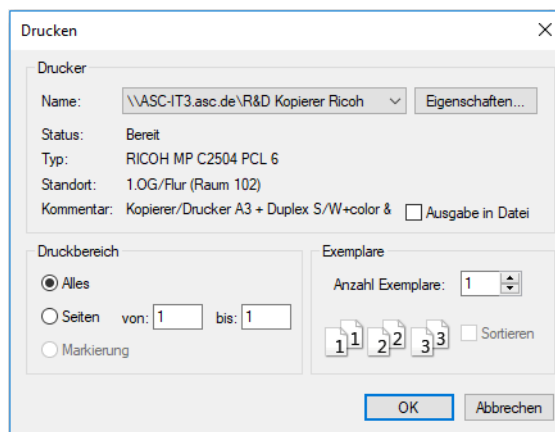 Drucken
Drucker
Name: \\ASC-IT3.asc.de\R&D Kopierer Ricoh Eigenschaften...
Status: Bereit
Typ: RICOH MP C2504 PCL 6
Standort: 1.OG/Flur (Raum 102)
Kommentar: Kopierer/Drucker A3 + Duplex S/W+color & Ausgabe in Datei
Druckbereich
Alles
Seiten von: 1 bis: 1
Markierung
Exemplare
Anzahl Exemplare: 1
1 1 2 2 3 3 Sortieren
OK Abbrechen